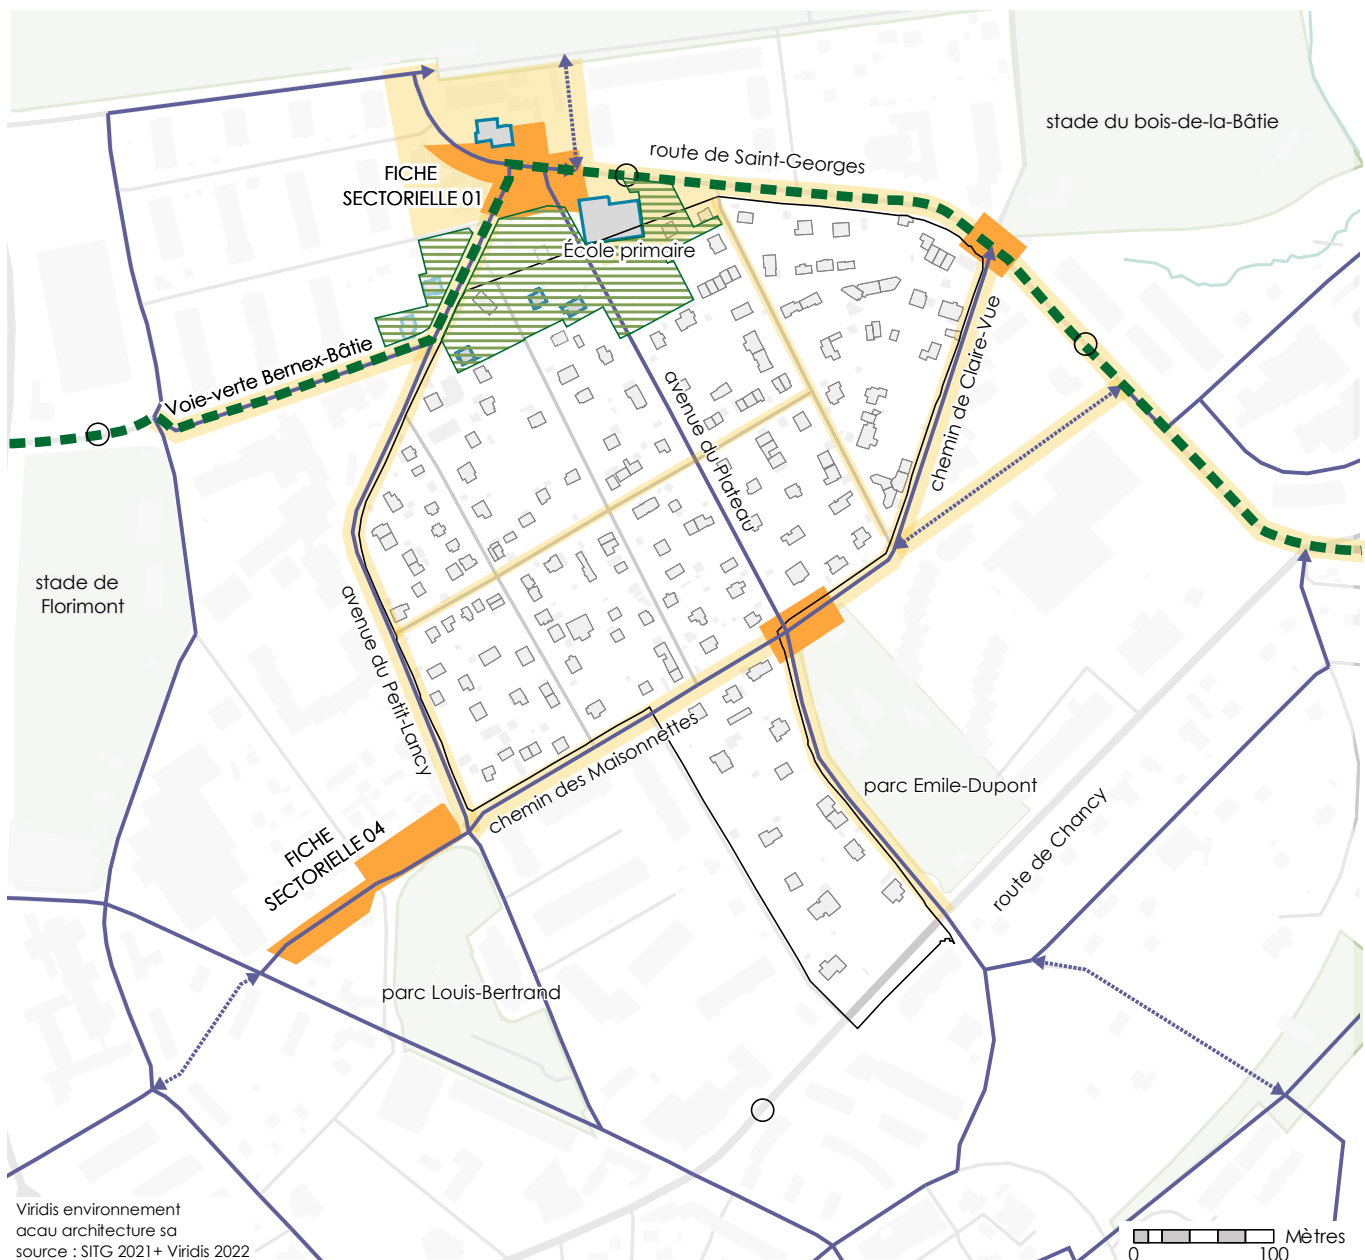 stade du bois-de-la-Bâtie
route de Saint-Georges
FICHE
SECTORIELLE 01
École primaire
Voie-verte Bernex-Bâtie
chemin de Claire-Vue
avenue du Plateau
stade de
Florimont
avenue du Petit-Lancy
chemin des Maisonnettes
parc Emile-Dupont
route de Chancy
FICHE
SECTORIELLE 04
parc Louis-Bertrand
Viridis environnement
acau architecture sa
source : SITG 2021+ Viridis 2022
Mètres
0 100